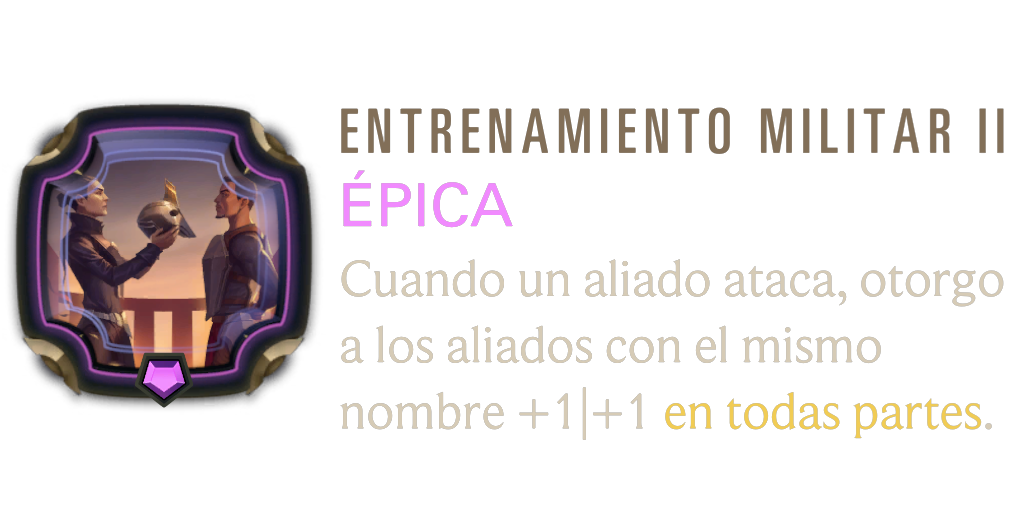 ENTRENAMIENTO MILITAR II
ÉPICA
Cuando un aliado ataca, otorgo
a los aliados con el mismo
nombre +1|+1 en todas partes.